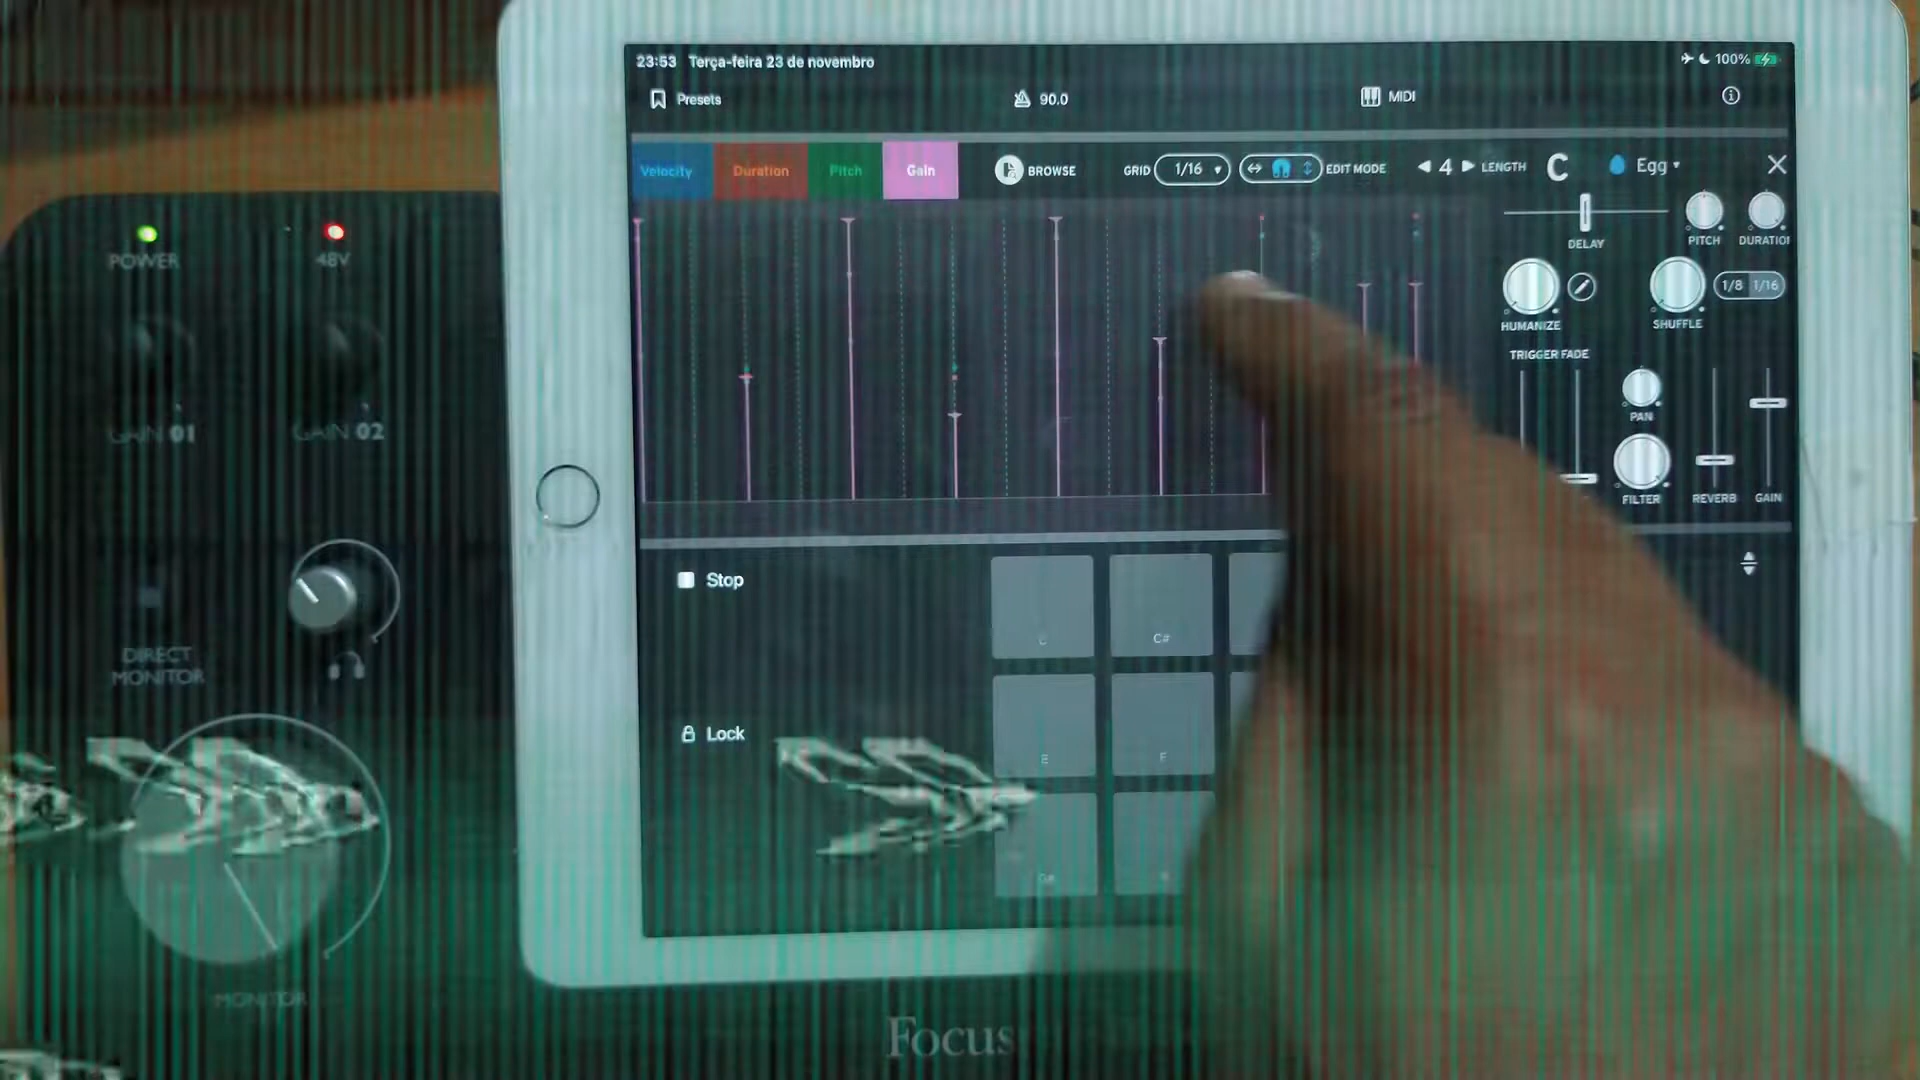 23:53 Terça-feira 23 de novembro
100%
Presets
90.0
MIDI
Velocity
Duration
Pitch
Gain
BROWSE
GRID 1/16
EDIT MODE
4 LENGTH
C
Egg
DELAY
PITCH
DURATION
HUMANIZE
SHUFFLE
1/8 1/16
TRIGGER FADE
PAN
FILTER
REVERB
GAIN
Stop
C
C#
Lock
E
F
POWER
48V
GAIN 01
GAIN 02
DIRECT
MONITOR
MONITOR
Focus